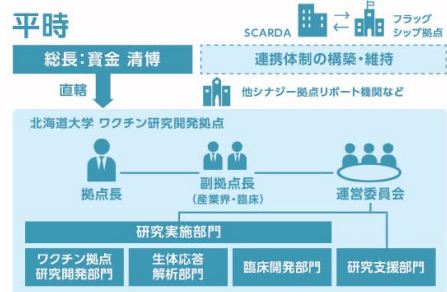 平時
SCARDA
フラッグ
シップ拠点
総長：寳金 清博
連携体制の構築・維持
直轄
他シナジー拠点リポート機関など
北海道大学 ワクチン研究開発拠点
拠点長
副拠点長
（産業界・臨床）
運営委員会
研究実施部門
ワクチン拠点
研究開発部門
生体応答
解析部門
臨床開発部門
研究支援部門